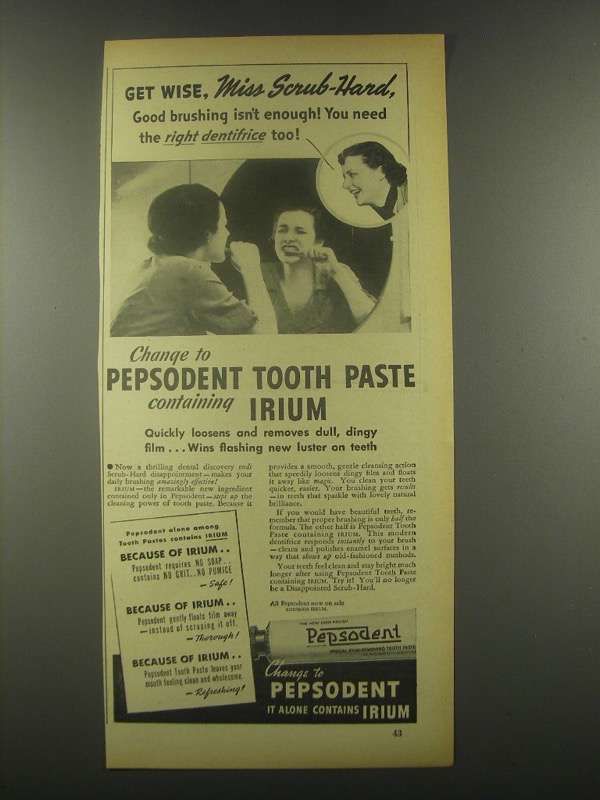 GET WISE, Miss Scrub-Hard,
Good brushing isn't enough! You need
the right dentifrice too!
Change to
PEPSODENT TOOTH PASTE
containing IRIUM
Quickly loosens and removes dull, dingy
film...Wins flashing new luster on teeth
● Now a thrilling dental discovery ends
Scrub-Hard disappointment—makes your
daily brushing amazingly effective!
IRIUM—the remarkable new ingredient
contained only in Pepsodent—steps up the
cleaning power of tooth paste. Because it
provides a smooth, gentle cleansing action
that speedily loosens dingy film and floats
it away like magic. You clean your teeth
quicker, easier. Your brushing gets results
—in teeth that sparkle with lovely natural
brilliance.
If you would have beautiful teeth, re-
member that proper brushing is only half the
formula. The other half is Pepsodent Tooth
Paste containing IRIUM. This modern
dentifrice responds instantly to your brush
—cleans and polishes enamel surfaces in a
way that shows up old-fashioned methods.
Your teeth feel clean and stay bright much
longer after using Pepsodent Tooth Paste
containing IRIUM. Try it! You'll no longer
be a Disappointed Scrub-Hard.
All Pepsodent now on sale
contains IRIUM.
Pepsodent alone among
Tooth Pastes contains IRIUM
BECAUSE OF IRIUM..
Pepsodent requires NO SOAP...
contains NO GRIT...NO PUMICE
—Safe!
BECAUSE OF IRIUM..
Pepsodent gently floats film away
—instead of scraping it off.
—Thorough!
BECAUSE OF IRIUM..
Pepsodent Tooth Paste leaves your
mouth feeling clean and wholesome.
—Refreshing!
Pepsodent
SPECIAL FILM-REMOVING TOOTH PASTE
Change to
PEPSODENT
IT ALONE CONTAINS IRIUM
43